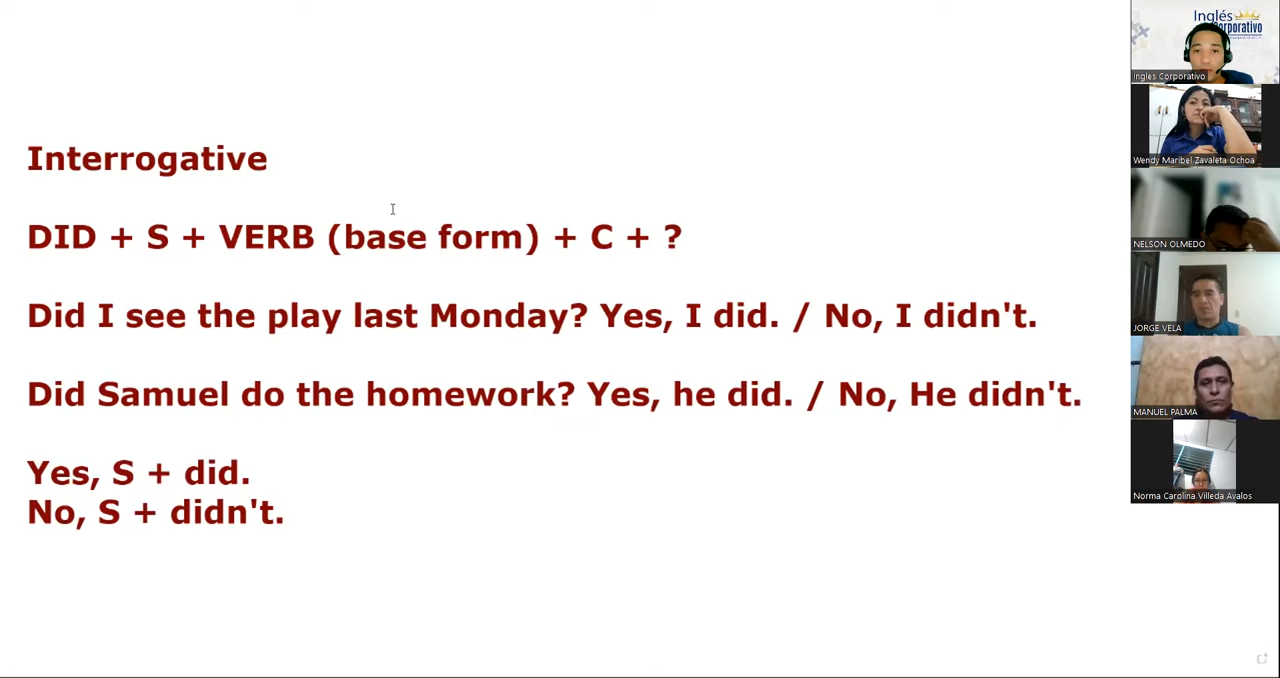 Interrogative
DID + S + VERB (base form) + C + ?
Did I see the play last Monday? Yes, I did. / No, I didn't.
Did Samuel do the homework? Yes, he did. / No, He didn't.
Yes, S + did.
No, S + didn't.
Inglés
Corporativo
Ingles Corporativo
Wendy Maribel Zavaleta Ochoa
NELSON OLMEDO
JORGE VELA
MANUEL PALMA
Norma Carolina Villeda Avalos